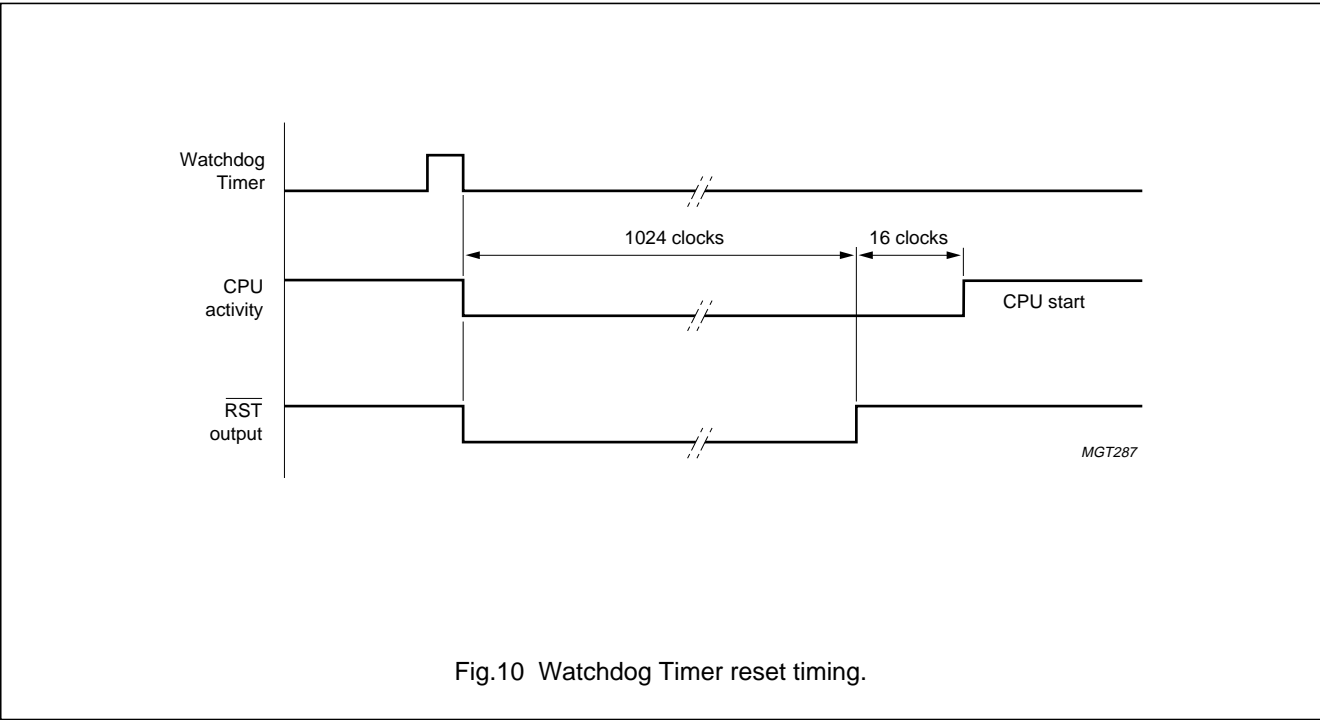 Watchdog
Timer
1024 clocks
16 clocks
CPU
activity
CPU start
RST
output
MGT287
Fig.10 Watchdog Timer reset timing.